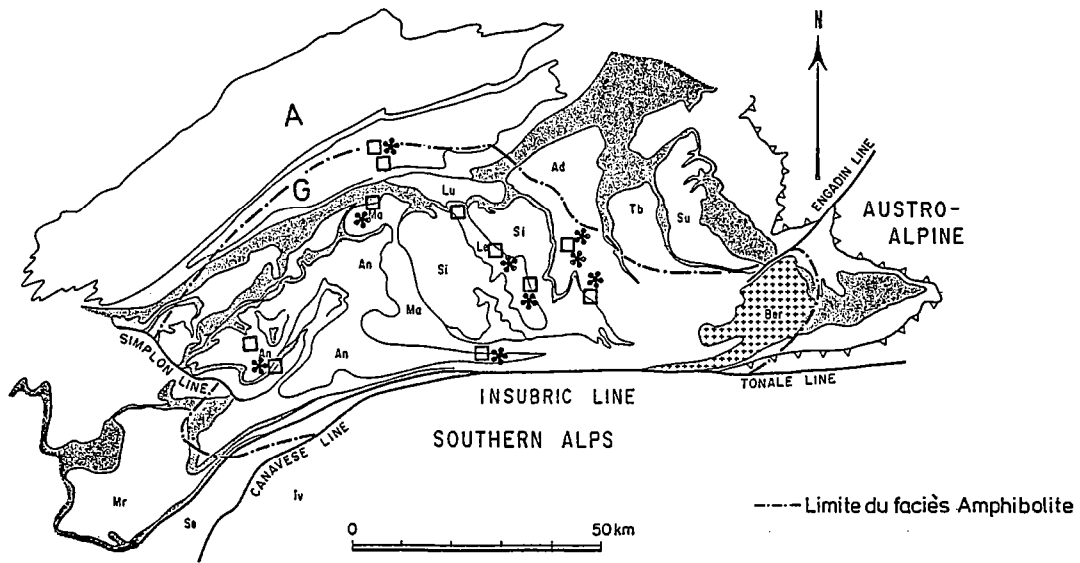 N
A
G
Ad
Lu
Tb
Su
Ma
Si
Le
An
Si
Ma
An
An
Ber
ENGADIN LINE
AUSTRO-
ALPINE
SIMPLON LINE
TONALE LINE
INSUBRIC LINE
SOUTHERN ALPS
CANAVESE LINE
Mr
Se
Iv
0
50km
Limite du faciès Amphibolite